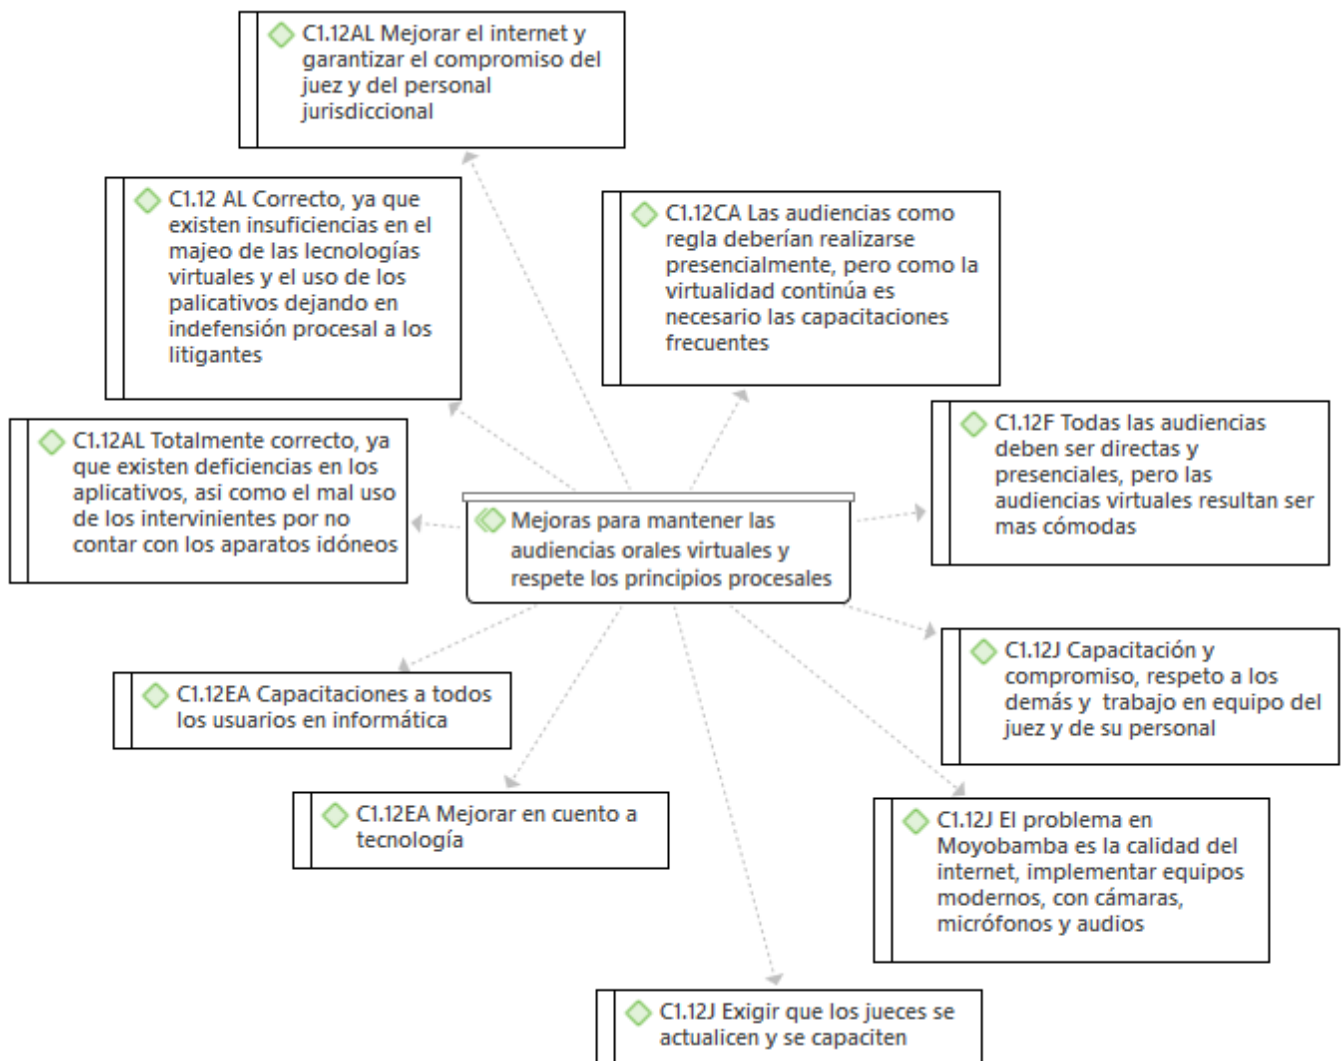 C1.12AL Mejorar el internet y
garantizar el compromiso del
juez y del personal
jurisdiccional
C1.12 AL Correcto, ya que
existen insuficiencias en el
majeo de las lecnologías
virtuales y el uso de los
palicativos dejando en
indefensión procesal a los
litigantes
C1.12CA Las audiencias como
regla deberían realizarse
presencialmente, pero como la
virtualidad continúa es
necesario las capacitaciones
frecuentes
C1.12AL Totalmente correcto, ya
que existen deficiencias en los
aplicativos, asi como el mal uso
de los intervinientes por no
contar con los aparatos idóneos
C1.12F Todas las audiencias
deben ser directas y
presenciales, pero las
audiencias virtuales resultan ser
mas cómodas
Mejoras para mantener las
audiencias orales virtuales y
respete los principios procesales
C1.12J Capacitación y
compromiso, respeto a los
demás y  trabajo en equipo del
juez y de su personal
C1.12EA Capacitaciones a todos
los usuarios en informática
C1.12EA Mejorar en cuento a
tecnología
C1.12J El problema en
Moyobamba es la calidad del
internet, implementar equipos
modernos, con cámaras,
micrófonos y audios
C1.12J Exigir que los jueces se
actualicen y se capaciten